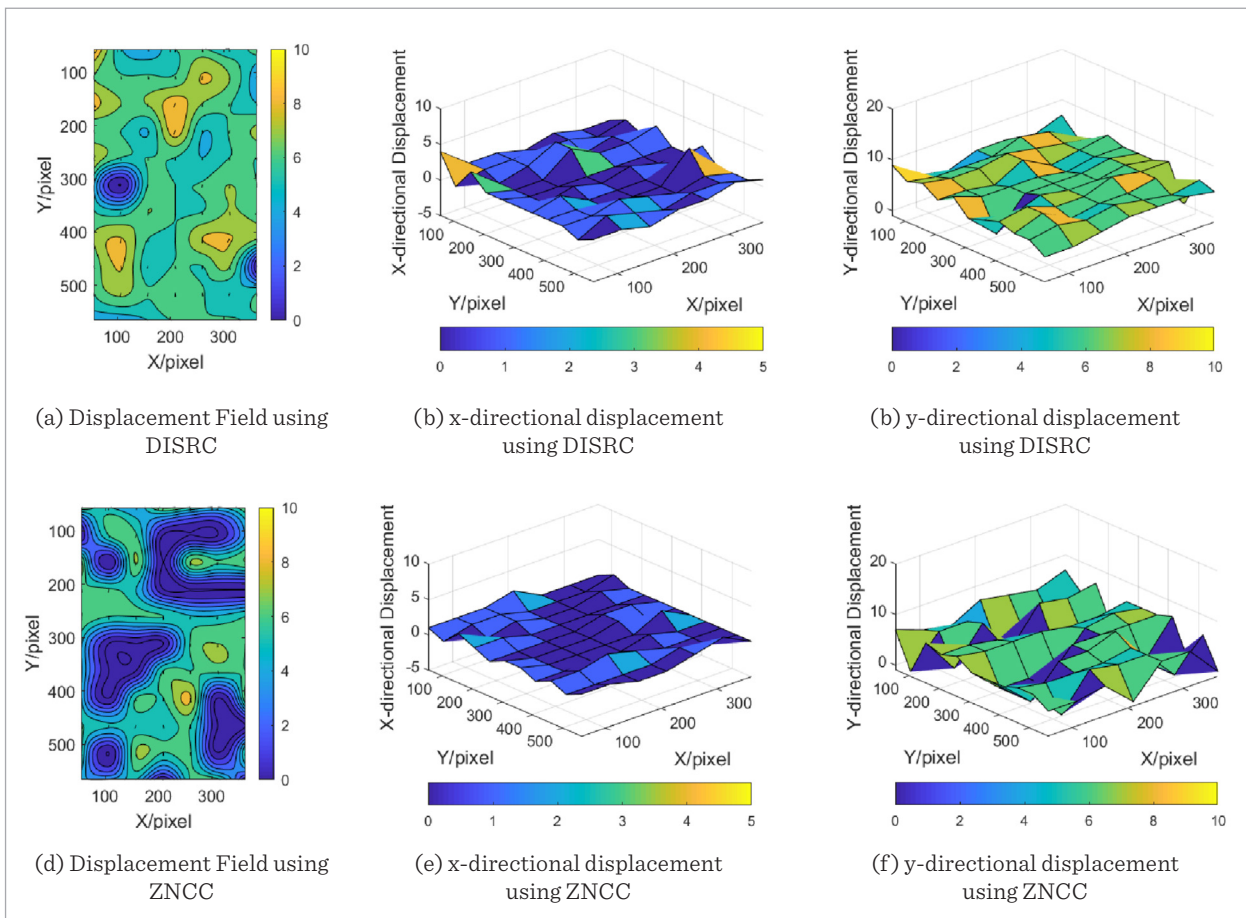 10
8
6
4
2
0
100
200
300
400
500
Y/pixel
100 200 300
X/pixel
10
5
0
-5
X-directional Displacement
100
200
300
400
500
Y/pixel
100
200
300
X/pixel
0 1 2 3 4 5
20
10
0
Y-directional Displacement
100
200
300
400
500
Y/pixel
100
200
300
X/pixel
0 2 4 6 8 10
(a) Displacement Field using
DISRC
(b) x-directional displacement
using DISRC
(b) y-directional displacement
using DISRC
10
8
6
4
2
0
100
200
300
400
500
Y/pixel
100 200 300
X/pixel
10
5
0
-5
X-directional Displacement
100
200
300
400
500
Y/pixel
100
200
300
X/pixel
0 1 2 3 4 5
20
10
0
Y-directional Displacement
100
200
300
400
500
Y/pixel
100
200
300
X/pixel
0 2 4 6 8 10
(d) Displacement Field using
ZNCC
(e) x-directional displacement
using ZNCC
(f) y-directional displacement
using ZNCC